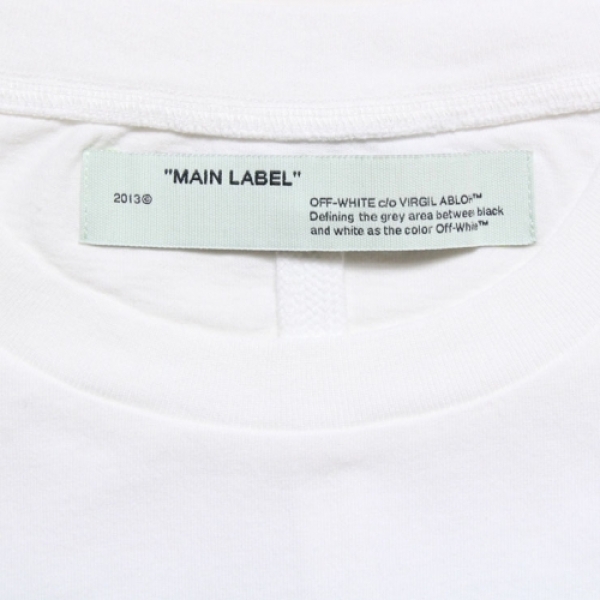 "MAIN LABEL"
2013©
OFF-WHITE c/o VIRGIL ABLOH™
Defining the grey area between black
and white as the color Off-White™